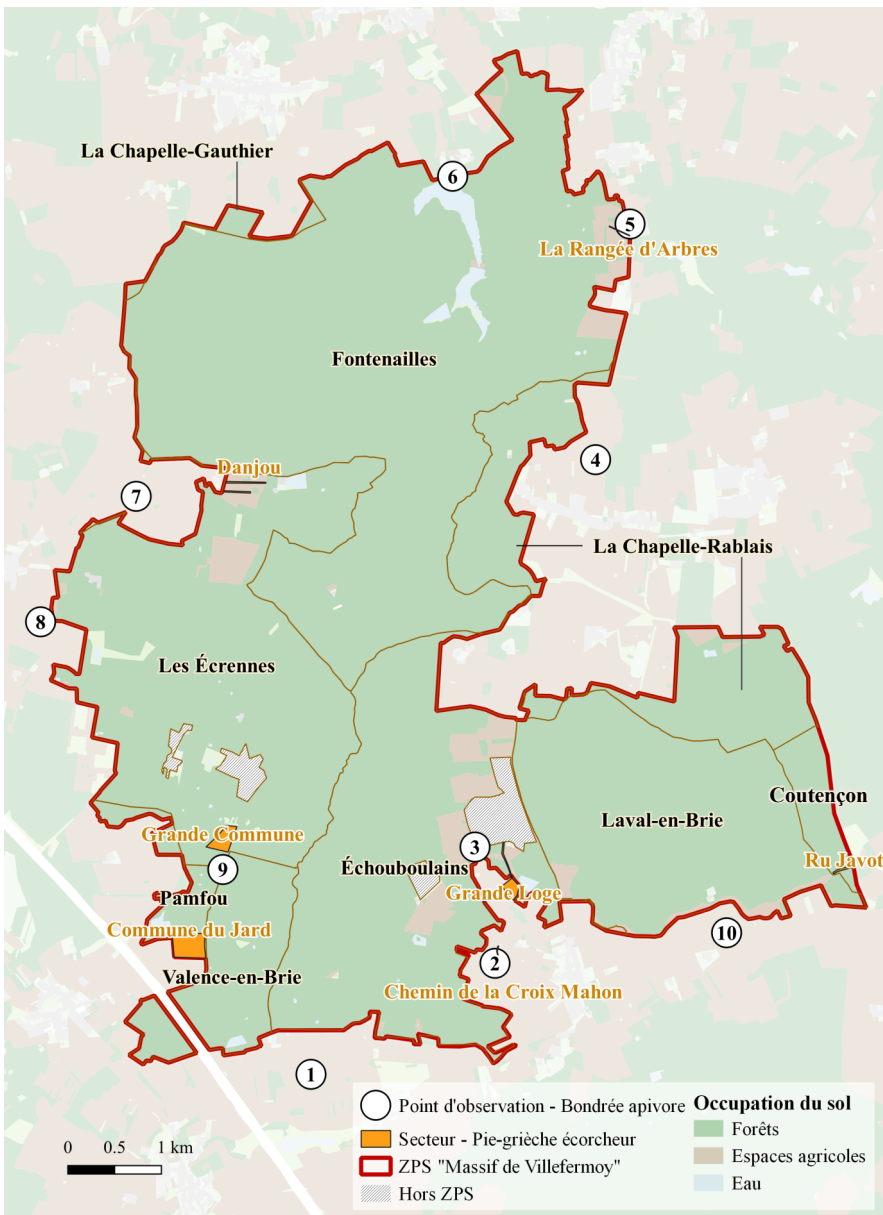 La Chapelle-Gauthier
6
5
La Rangée d'Arbres
Fontenailles
4
Danjou
7
La Chapelle-Rablais
8
Les Écrennes
Coutençon
Laval-en-Brie
Grande Commune
3
Échouboulains
Ru Javot
9
Grande Loge
Pamfou
Commune du Jard
10
2
Valence-en-Brie
Chemin de la Croix Mahon
1
Point d'observation - Bondrée apivore
Secteur - Pie-grièche écorcheur
ZPS "Massif de Villefermoy"
Hors ZPS
Occupation du sol
Forêts
Espaces agricoles
Eau
0 0.5 1 km